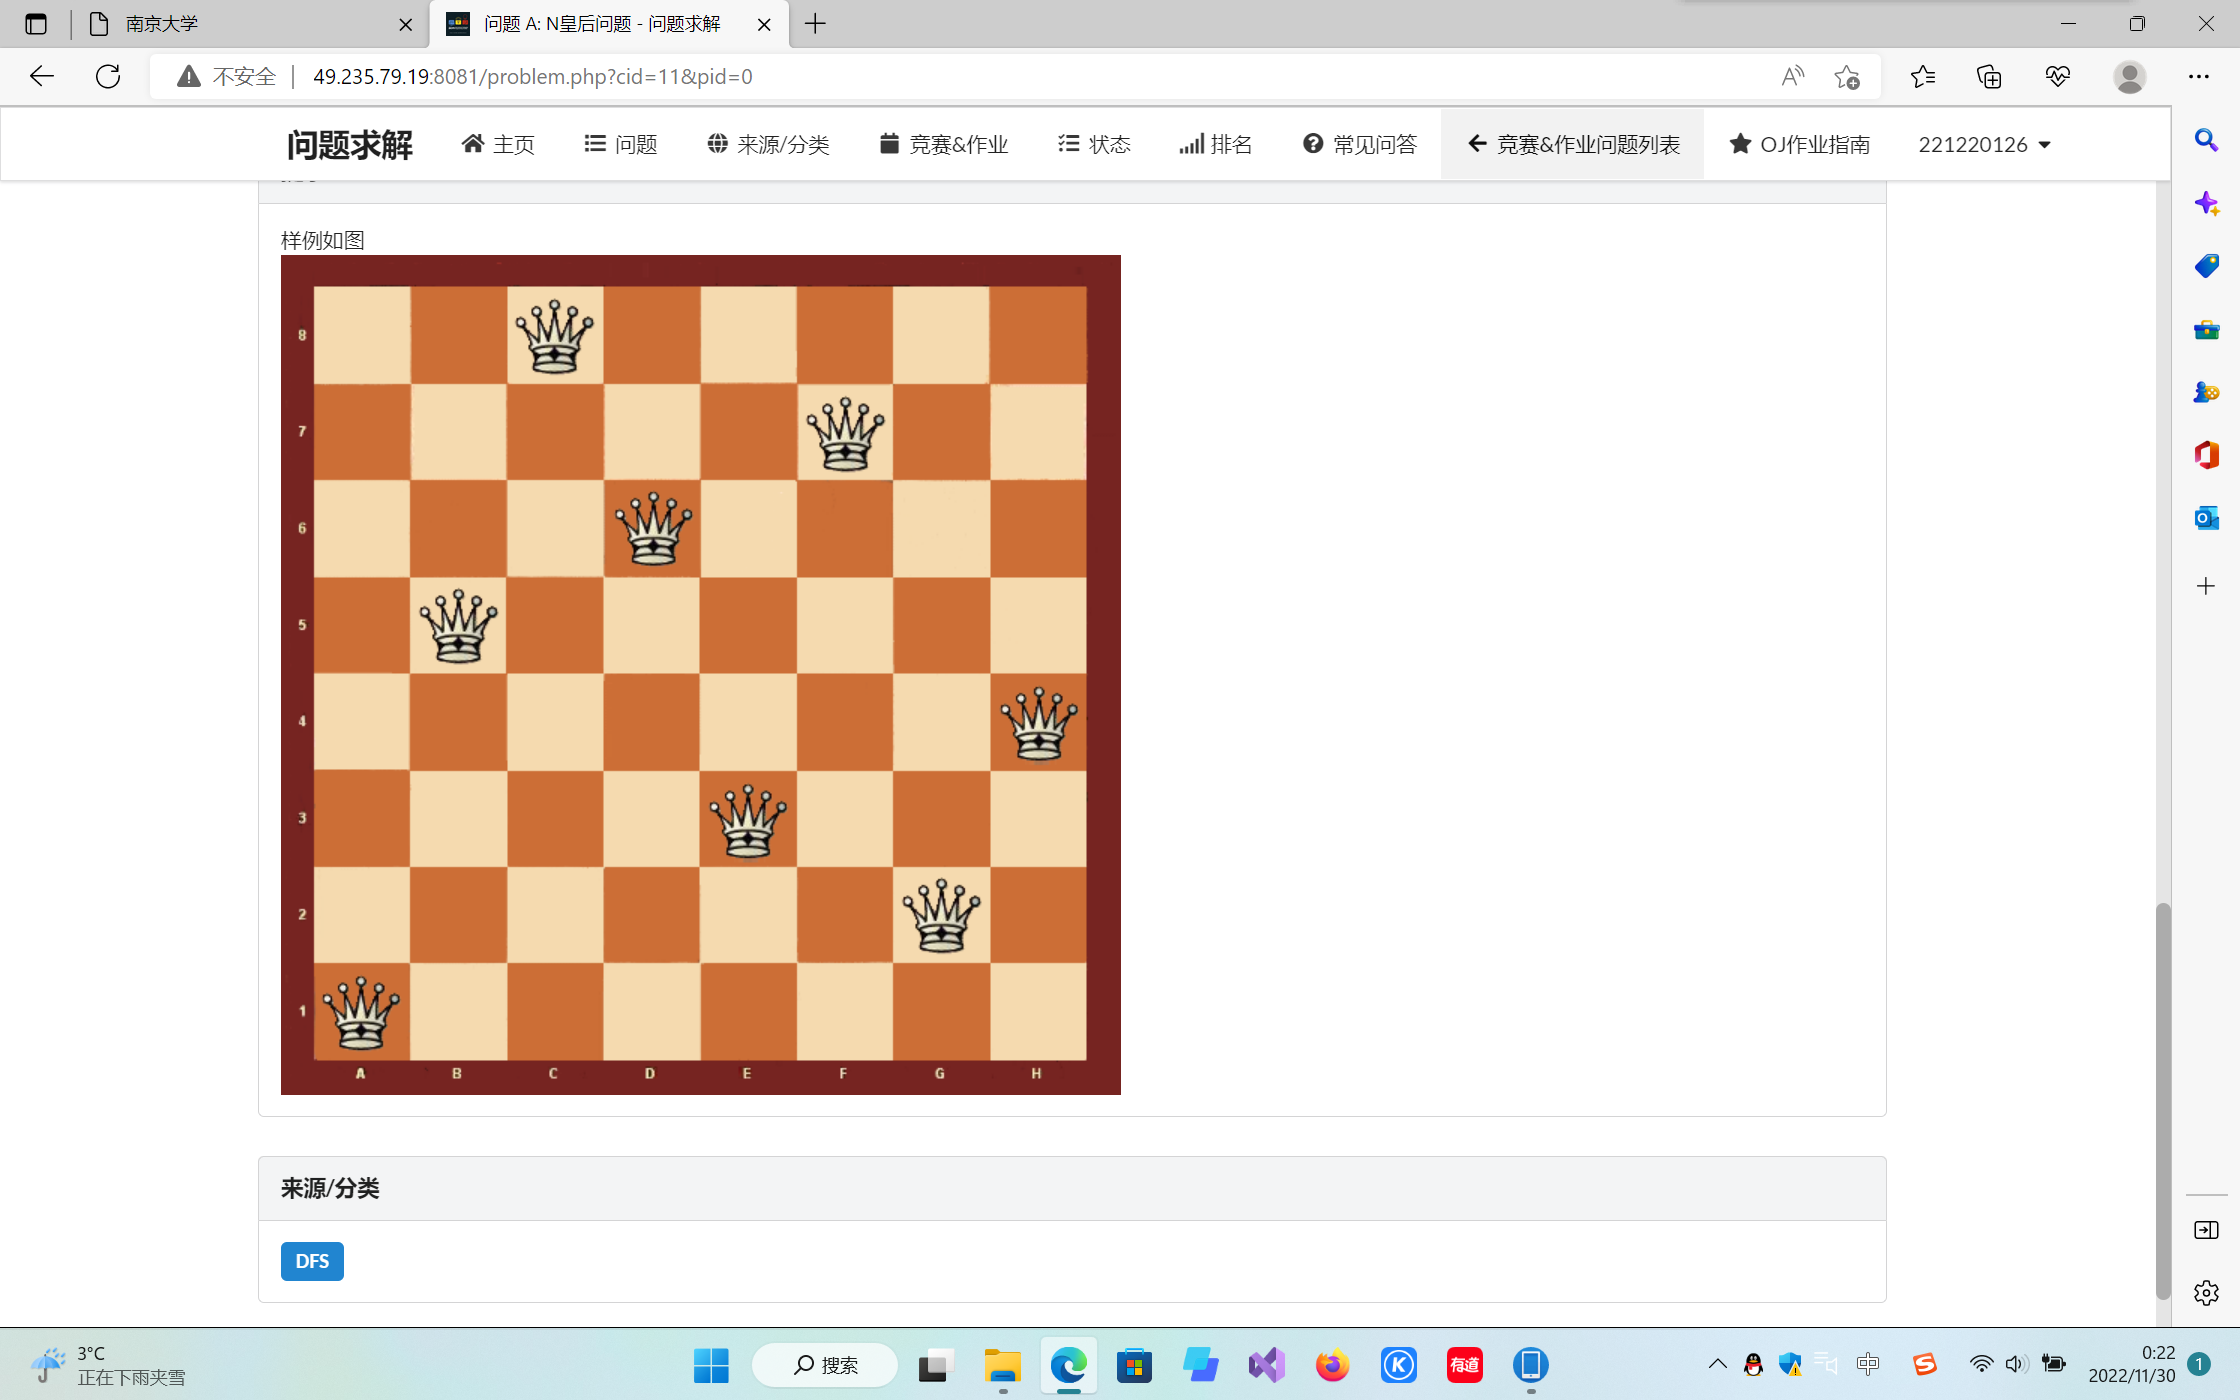 南京大学
问题 A: N皇后问题 - 问题求解
不安全 49.235.79.19:8081/problem.php?cid=11&pid=0
问题求解 主页 问题 来源/分类 竞赛&作业 状态 排名 常见问答 竞赛&作业问题列表 OJ作业指南 221220126
样例如图
8
7
6
5
4
3
2
1
A B C D E F G H
来源/分类
DFS
3°C
正在下雨夹雪
搜索
有道
中
0:22
2022/11/30
1